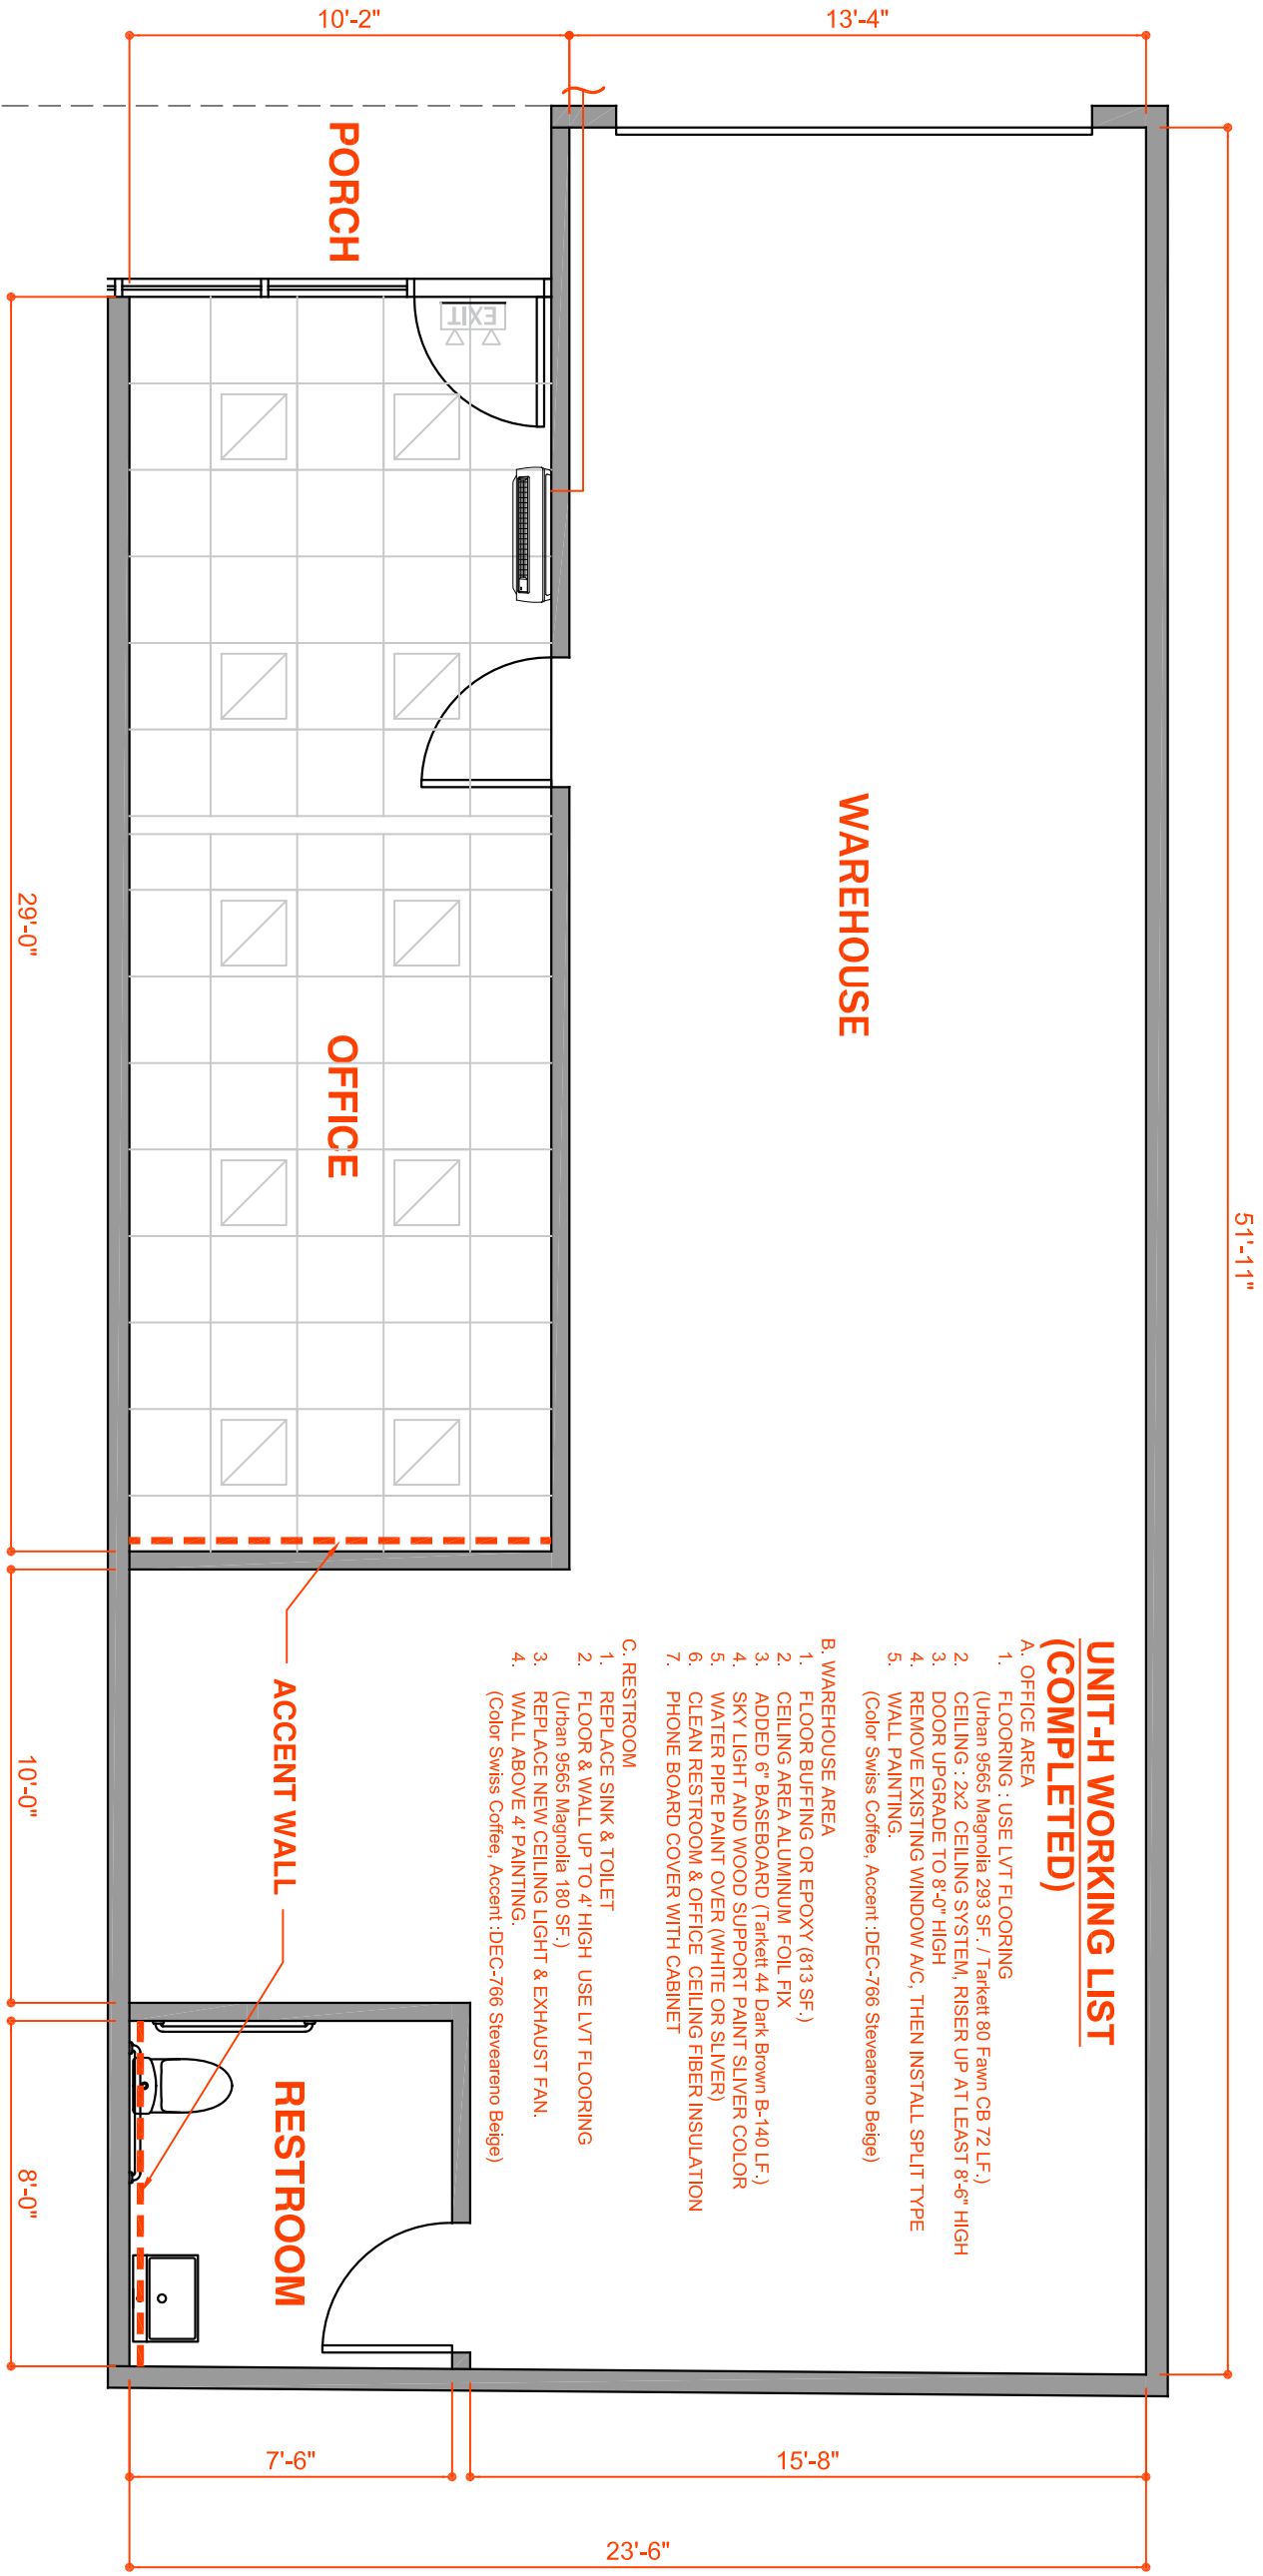 10'-2"
13'-4"
51'-11"
PORCH
EXIT
WAREHOUSE
OFFICE
29'-0"
10'-0"
8'-0"
ACCENT WALL
RESTROOM
UNIT-H WORKING LIST
(COMPLETED)
A. OFFICE AREA
1. FLOORING : USE LVT FLOORING
(Urban 9565 Magnolia 293 SF. / Tarkett 80 Fawn CB 72 LF.)
2. CEILING : 2x2 CEILING SYSTEM, RISER UP AT LEAST 8'-6" HIGH
3. DOOR UPGRADE TO 8'-0" HIGH
4. REMOVE EXISTING WINDOW A/C, THEN INSTALL SPLIT TYPE
5. WALL PAINTING.
(Color Swiss Coffee, Accent :DEC-766 Steveareno Beige)
B. WAREHOUSE AREA
1. FLOOR BUFFING OR EPOXY (813 SF.)
2. CEILING AREA ALUMINUM FOIL FIX
3. ADDED 6" BASEBOARD (Tarkett 44 Dark Brown B-140 LF.)
4. SKY LIGHT AND WOOD SUPPORT PAINT SLIVER COLOR
5. WATER PIPE PAINT OVER (WHITE OR SLIVER)
6. CLEAN RESTROOM & OFFICE CEILING FIBER INSULATION
7. PHONE BOARD COVER WITH CABINET
C. RESTROOM
1. REPLACE SINK & TOILET
2. FLOOR & WALL UP TO 4' HIGH USE LVT FLOORING
(Urban 9565 Magnolia 180 SF.)
3. REPLACE NEW CEILING LIGHT & EXHAUST FAN.
4. WALL ABOVE 4' PAINTING.
(Color Swiss Coffee, Accent :DEC-766 Steveareno Beige)
7'-6"
15'-8"
23'-6"